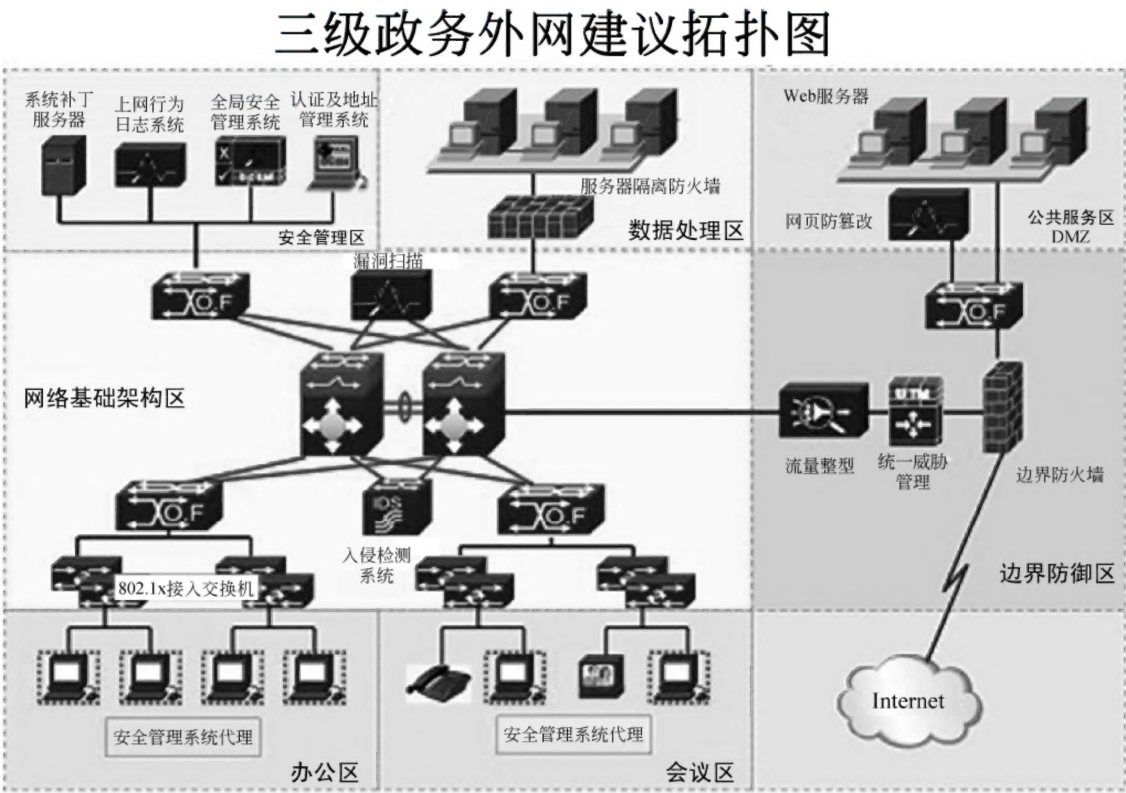 三级政务外网建议拓扑图
系统补丁
服务器
上网行为
日志系统
全局安全
管理系统
认证及地址
管理系统
安全管理区
服务器隔离防火墙
数据处理区
Web服务器
网页防篡改
公共服务区
DMZ
漏洞扫描
网络基础架构区
UTM
流量整型
统一威胁
管理
边界防火墙
边界防御区
IDS
入侵检测
系统
802.1x接入交换机
安全管理系统代理
办公区
安全管理系统代理
会议区
Internet